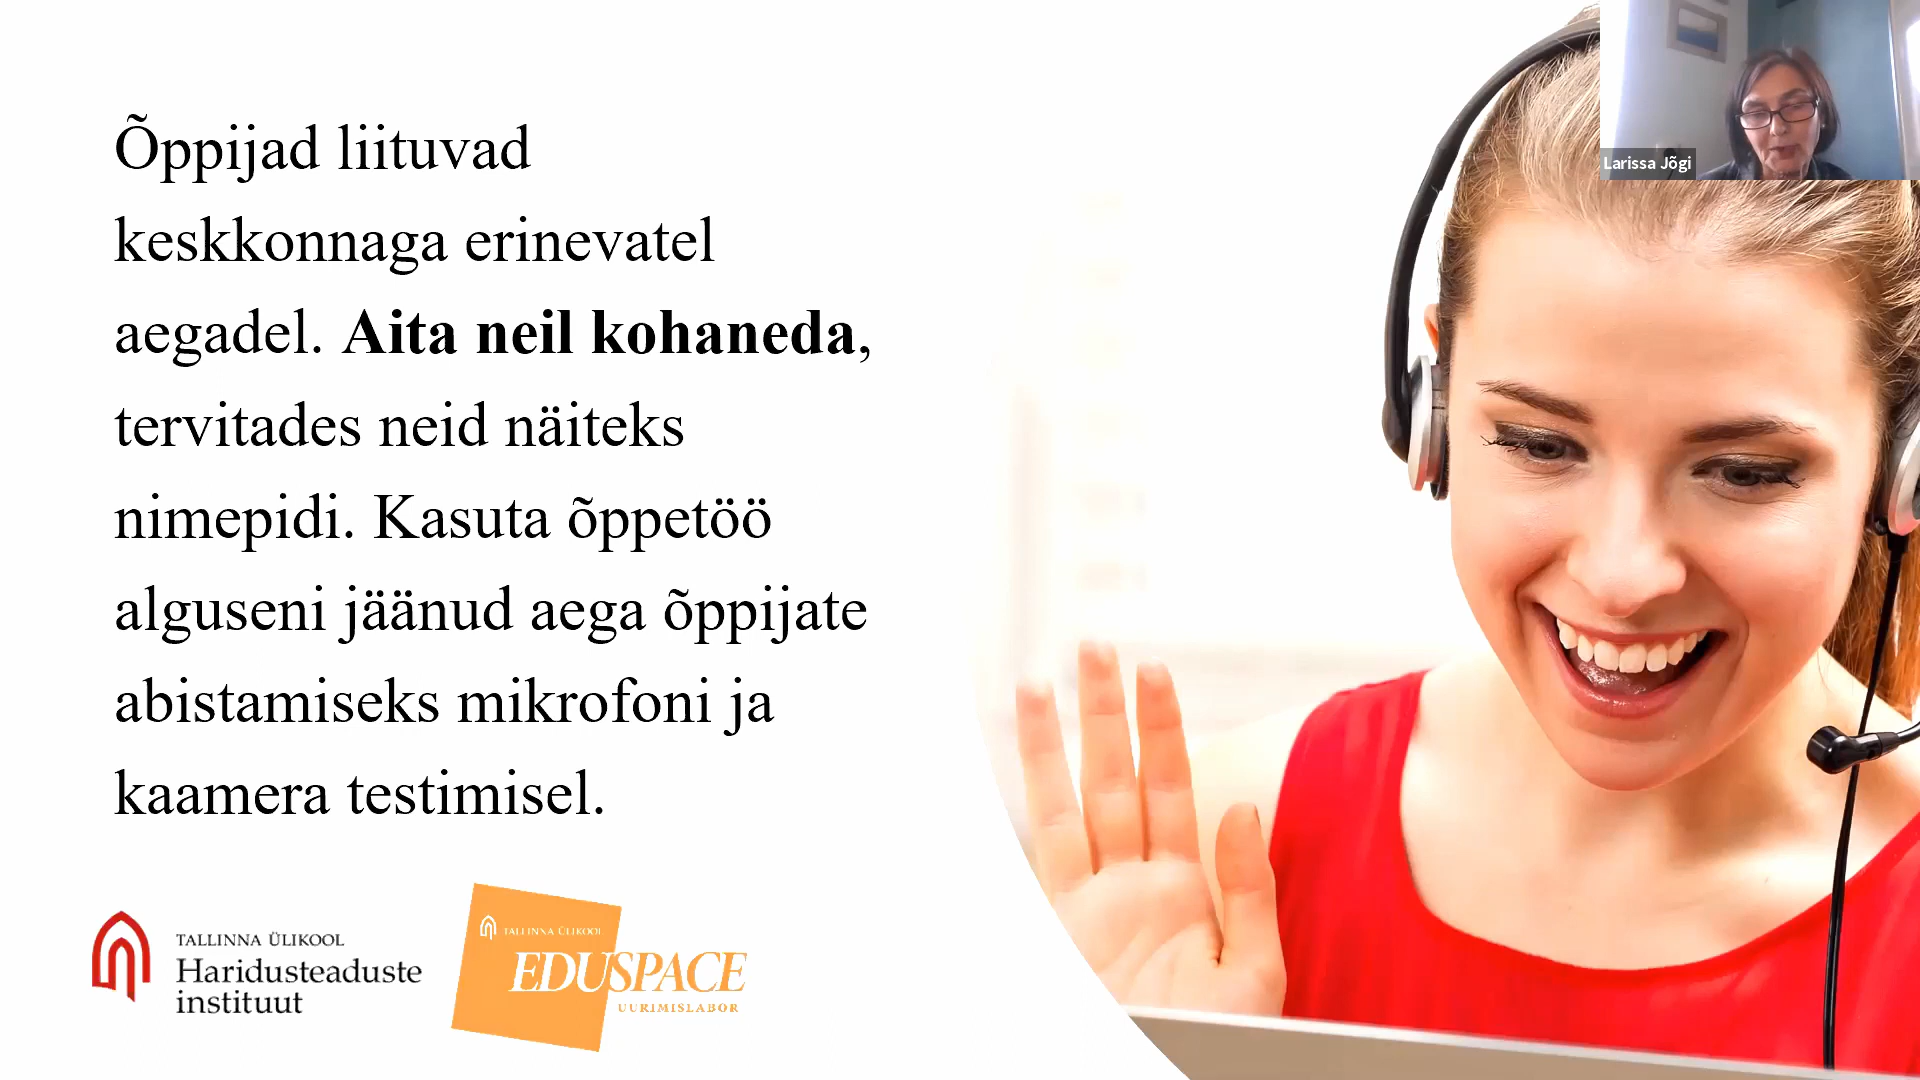 Õppijad liituvad
keskkonnaga erinevatel
aegadel. Aita neil kohaneda,
tervitades neid näiteks
nimepidi. Kasuta õppetöö
alguseni jäänud aega õppijate
abistamiseks mikrofoni ja
kaamera testimisel.
Larissa Jõgi
TALLINNA ÜLIKOOL
Haridusteaduste
instituut
TALLINNA ÜLIKOOL
EDUSPACE
UURIMISLABOR